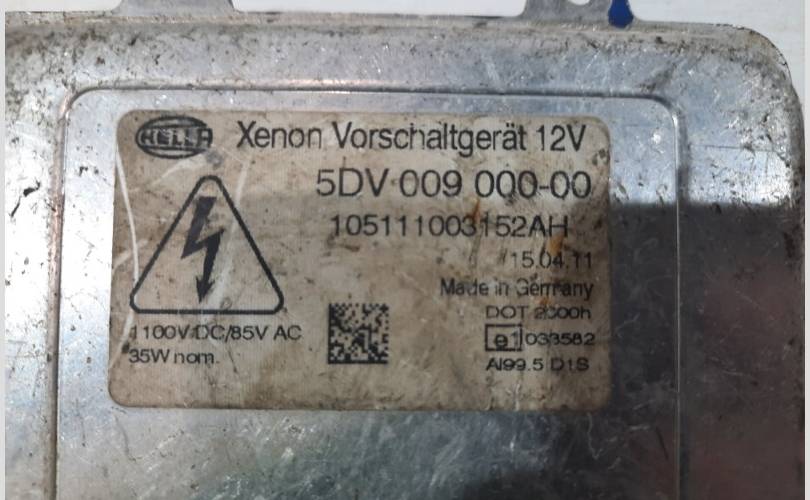 HELLA Xenon Vorschaltgerät 12V
5DV 009 000-00
105111003152AH
15.04.11
Made in Germany
DOT 2000h
e1 033582
Al99.5 D1S
1100V DC/85V AC
35W nom.